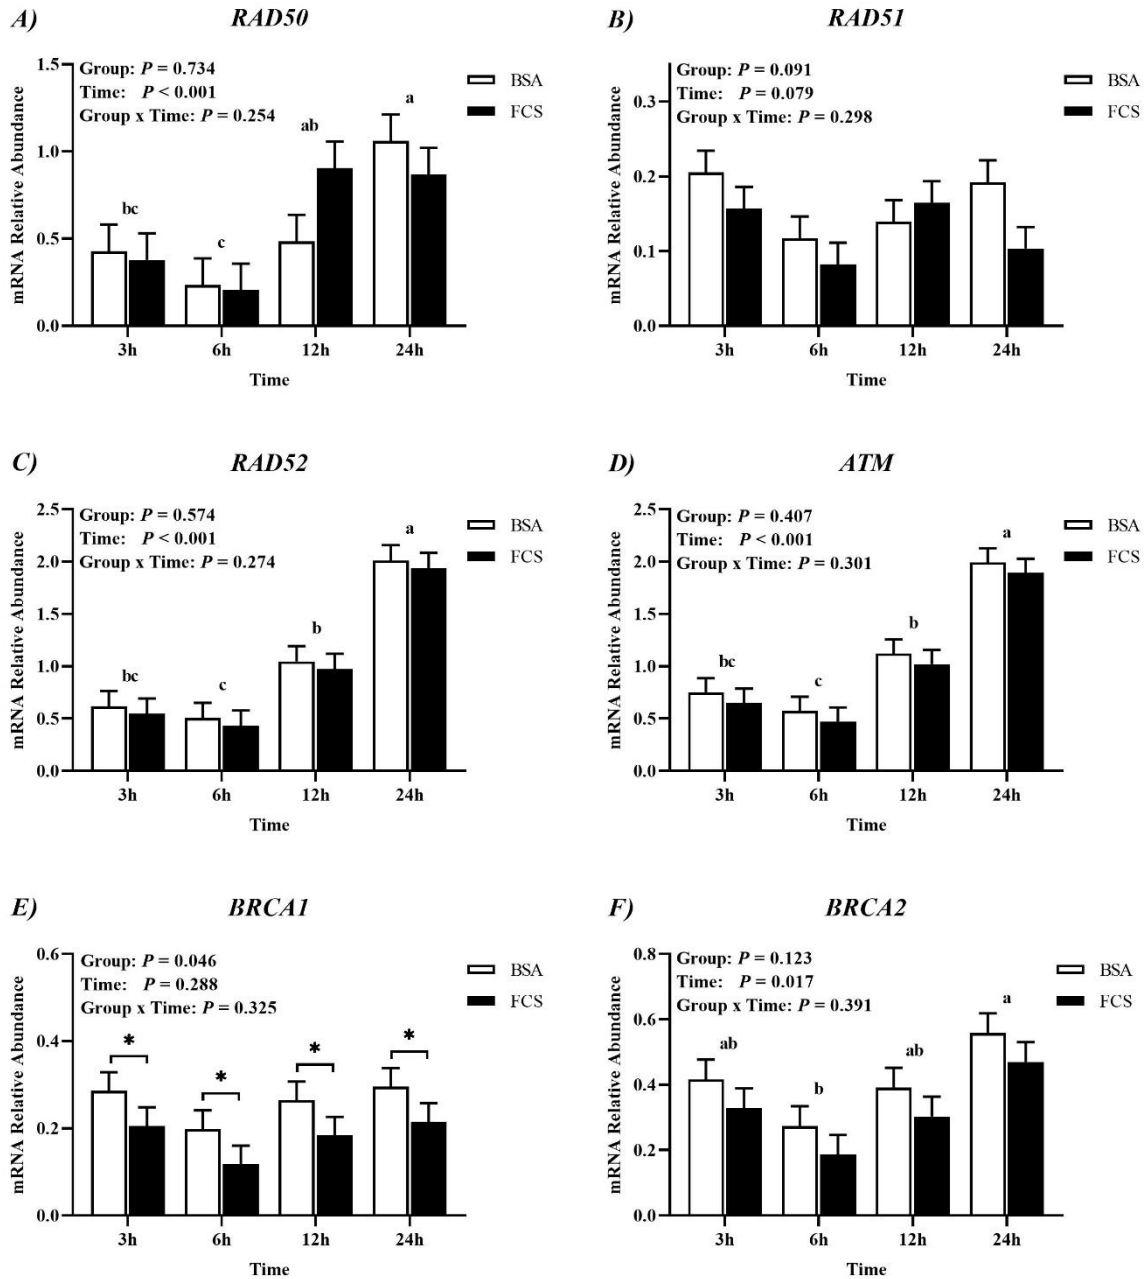 A) RAD50
Group: P = 0.734
Time: P < 0.001
Group x Time: P = 0.254
BSA
FCS
mRNA Relative Abundance
1.5
1.0
0.5
0.0
bc
c
ab
a
3h 6h 12h 24h
Time
B) RAD51
Group: P = 0.091
Time: P = 0.079
Group x Time: P = 0.298
BSA
FCS
mRNA Relative Abundance
0.3
0.2
0.1
0.0
3h 6h 12h 24h
Time
C) RAD52
Group: P = 0.574
Time: P < 0.001
Group x Time: P = 0.274
BSA
FCS
mRNA Relative Abundance
2.5
2.0
1.5
1.0
0.5
0.0
bc
c
b
a
3h 6h 12h 24h
Time
D) ATM
Group: P = 0.407
Time: P < 0.001
Group x Time: P = 0.301
BSA
FCS
mRNA Relative Abundance
2.5
2.0
1.5
1.0
0.5
0.0
bc
c
b
a
3h 6h 12h 24h
Time
E) BRCA1
Group: P = 0.046
Time: P = 0.288
Group x Time: P = 0.325
BSA
FCS
mRNA Relative Abundance
0.6
0.4
0.2
0.0
* * * *
3h 6h 12h 24h
Time
F) BRCA2
Group: P = 0.123
Time: P = 0.017
Group x Time: P = 0.391
BSA
FCS
mRNA Relative Abundance
0.8
0.6
0.4
0.2
0.0
ab
b
ab
a
3h 6h 12h 24h
Time